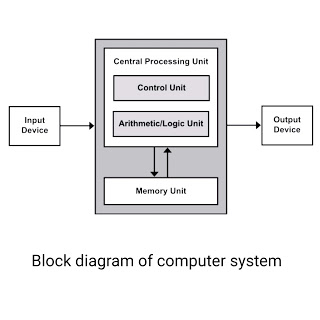 Central Processing Unit
Control Unit
Input
Device
Arithmetic/Logic Unit
Output
Device
Memory Unit
Block diagram of computer system